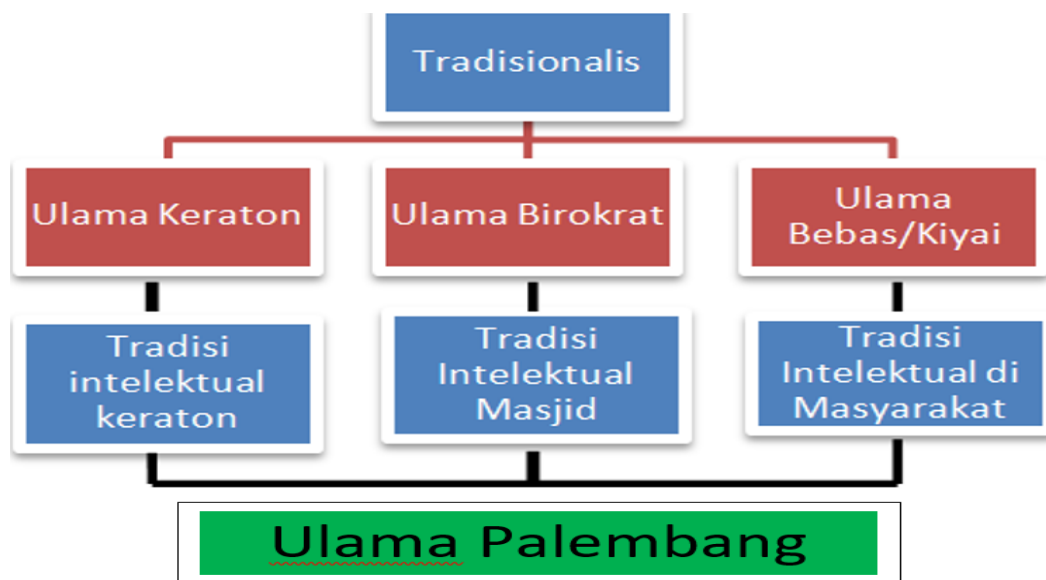 Tradisionalis
Ulama Keraton
Ulama Birokrat
Ulama
Bebas/Kiyai
Tradisi
intelektual
keraton
Tradisi
Intelektual
Masjid
Tradisi
Intelektual di
Masyarakat
Ulama Palembang